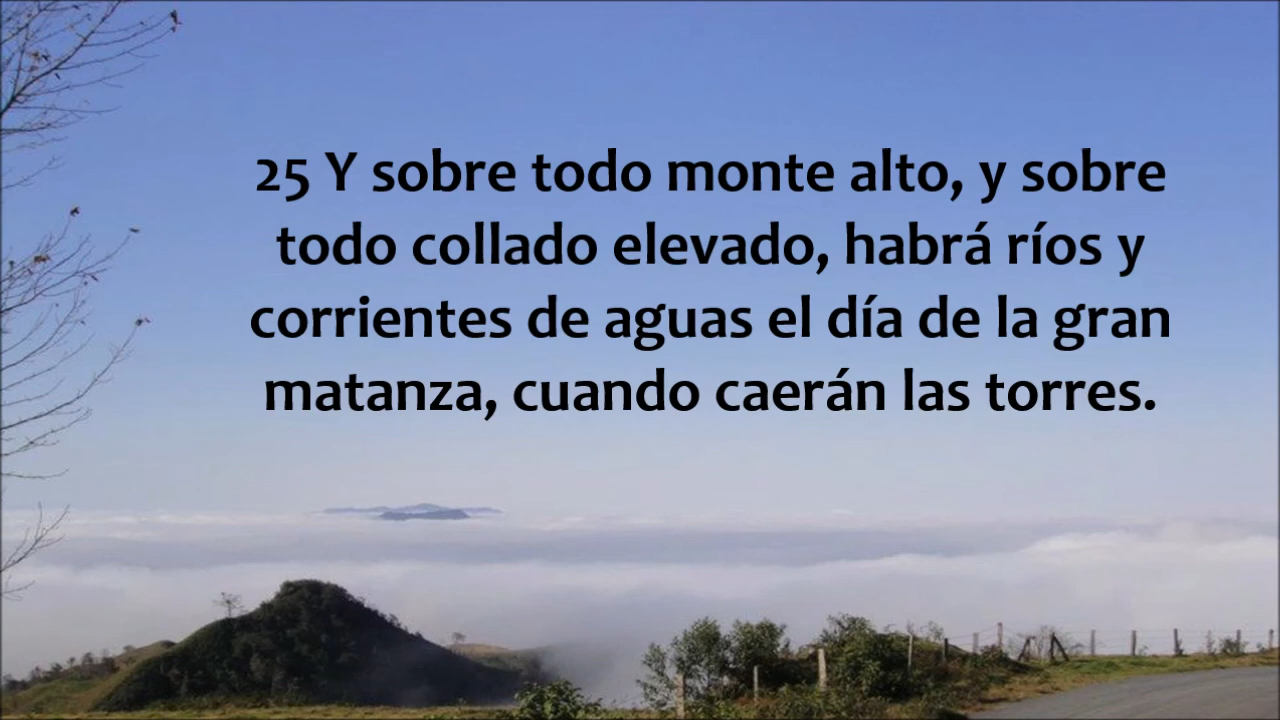 25 Y sobre todo monte alto, y sobre
todo collado elevado, habrá ríos y
corrientes de aguas el día de la gran
matanza, cuando caerán las torres.